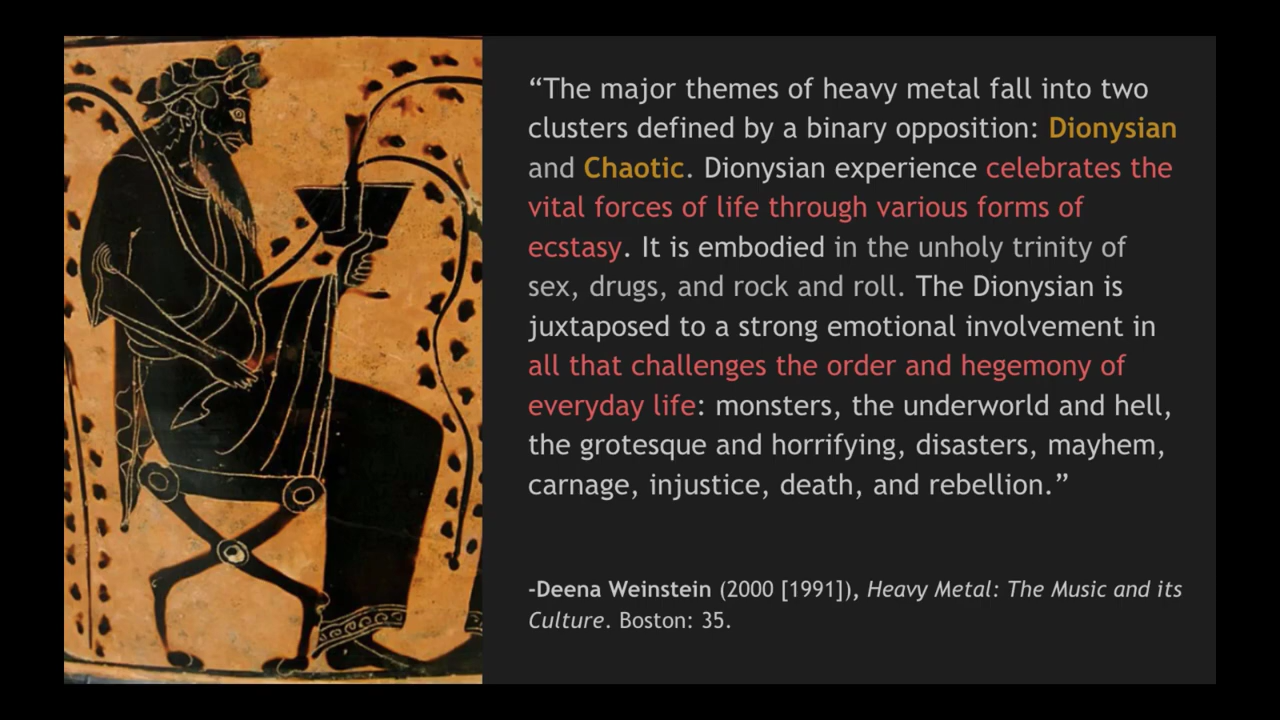 “The major themes of heavy metal fall into two
clusters defined by a binary opposition: Dionysian
and Chaotic. Dionysian experience celebrates the
vital forces of life through various forms of
ecstasy. It is embodied in the unholy trinity of
sex, drugs, and rock and roll. The Dionysian is
juxtaposed to a strong emotional involvement in
all that challenges the order and hegemony of
everyday life: monsters, the underworld and hell,
the grotesque and horrifying, disasters, mayhem,
carnage, injustice, death, and rebellion.”
-Deena Weinstein (2000 [1991]), Heavy Metal: The Music and its
Culture. Boston: 35.